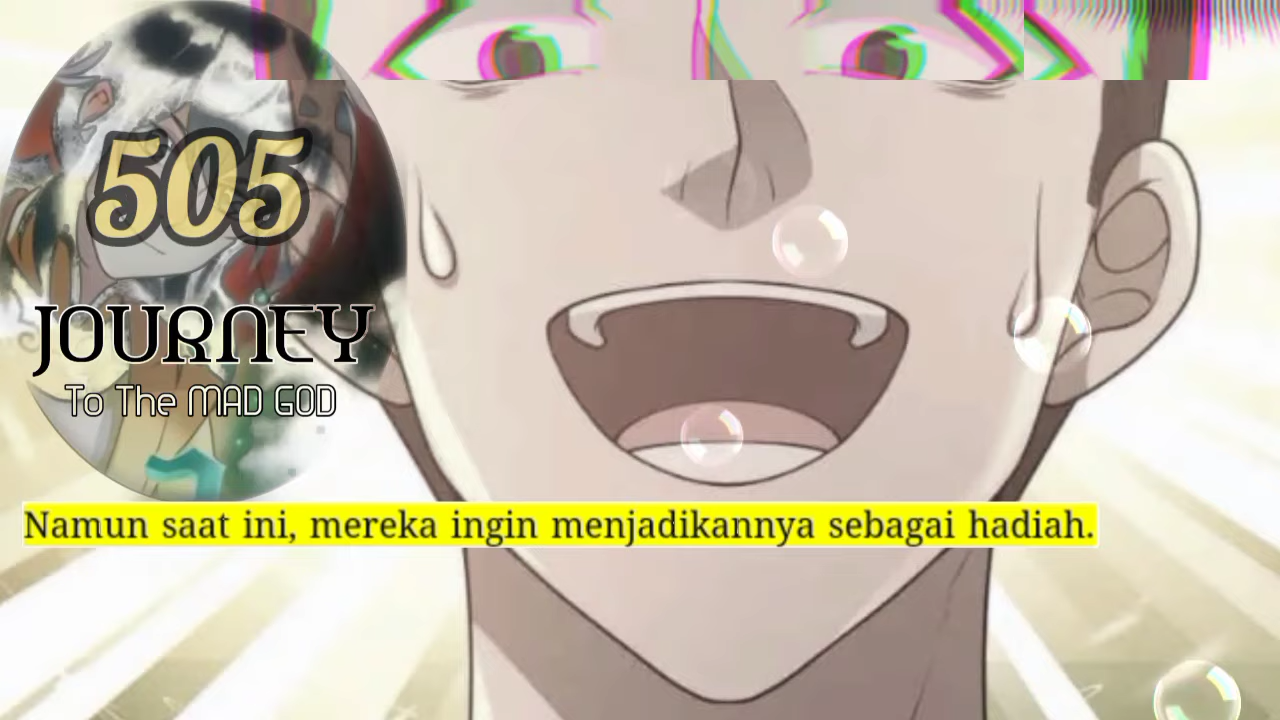 505
JOURNEY
To The MAD GOD
Namun saat ini, mereka ingin menjadikannya sebagai hadiah.